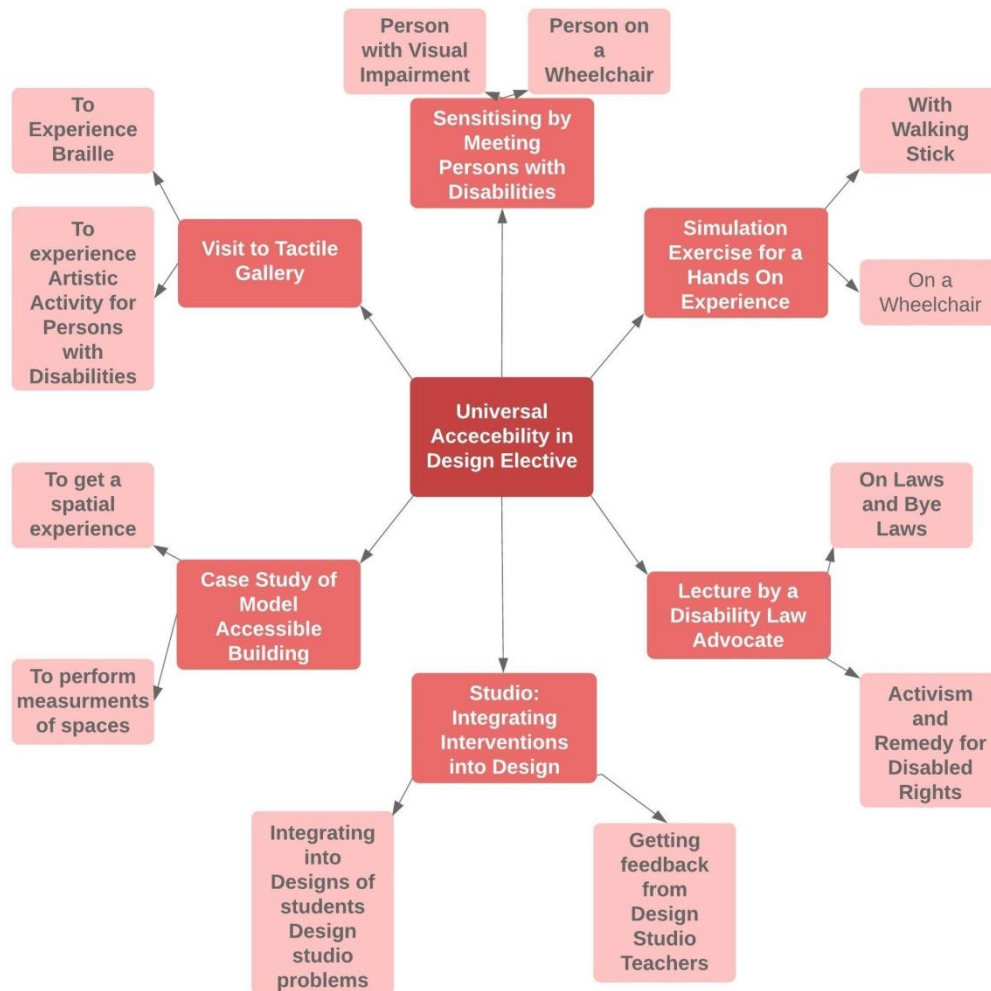 Person
with Visual
Impairment
Person on
a
Wheelchair
Sensitising by
Meeting
Persons with
Disabilities
To
Experience
Braille
To
experience
Artistic
Activity for
Persons
with
Disabilities
Visit to Tactile
Gallery
With
Walking
Stick
Simulation
Exercise for a
Hands On
Experience
On a
Wheelchair
Universal
Accecebility in
Design Elective
To get a
spatial
experience
Case Study of
Model
Accessible
Building
To perform
measurments
of spaces
On Laws
and Bye
Laws
Lecture by a
Disability Law
Advocate
Activism
and
Remedy for
Disabled
Rights
Studio:
Integrating
Interventions
into Design
Integrating
into
Designs of
students
Design
studio
problems
Getting
feedback
from
Design
Studio
Teachers